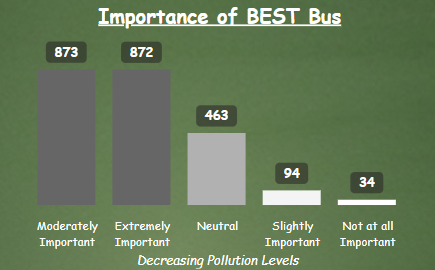 Importance of BEST Bus
873 872 463 94 34
Moderately Extremely Neutral Slightly Not at all
Important Important Important Important
Decreasing Pollution Levels